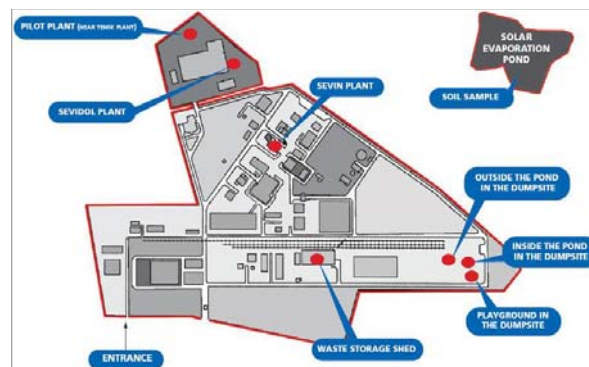 PILOT PLANT (NEAR TEMIK PLANT)
SOLAR
EVAPORATION
POND
SEVIN PLANT
SOIL SAMPLE
SEVIDOL PLANT
OUTSIDE THE POND
IN THE DUMPSITE
INSIDE THE POND
IN THE DUMPSITE
PLAYGROUND IN
THE DUMPSITE
WASTE STORAGE SHED
ENTRANCE